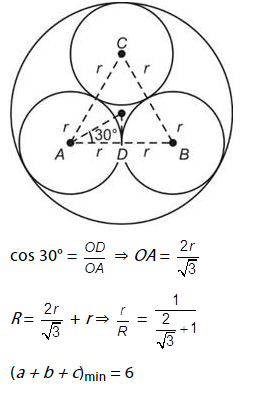 C
r r
r r
30°
A r D r B
cos 30° = OD/OA ⇒ OA = 2r/√3
R = 2r/√3 + r ⇒ r/R = 1/(2/√3 + 1)
(a + b + c)min = 6